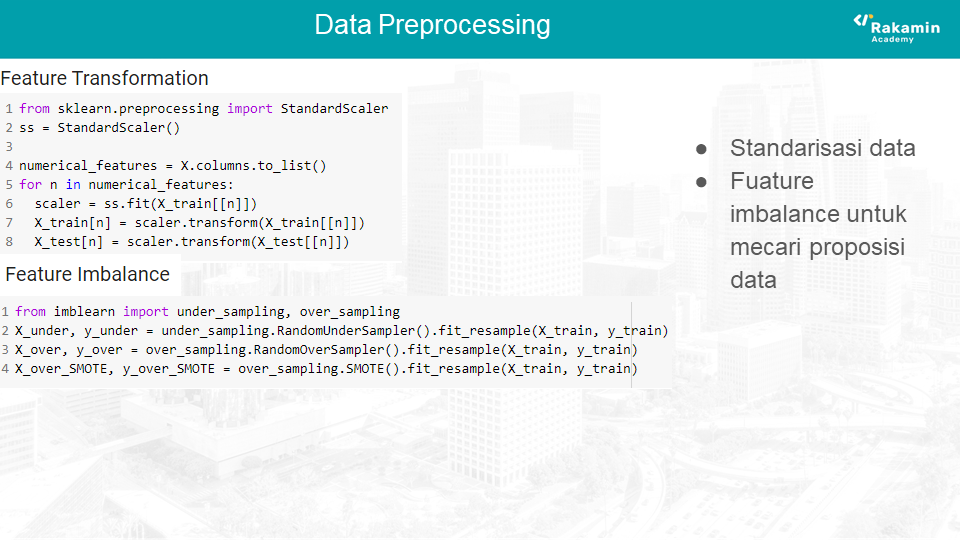 Data Preprocessing
Rakamin
Academy
Feature Transformation
1 from sklearn.preprocessing import StandardScaler
2 ss = StandardScaler()
3
4 numerical_features = X.columns.to_list()
5 for n in numerical_features:
6   scaler = ss.fit(X_train[[n]])
7   X_train[n] = scaler.transform(X_train[[n]])
8   X_test[n] = scaler.transform(X_test[[n]])
Feature Imbalance
1 from imblearn import under_sampling, over_sampling
2 X_under, y_under = under_sampling.RandomUnderSampler().fit_resample(X_train, y_train)
3 X_over, y_over = over_sampling.RandomOverSampler().fit_resample(X_train, y_train)
4 X_over_SMOTE, y_over_SMOTE = over_sampling.SMOTE().fit_resample(X_train, y_train)
● Standarisasi data
● Fuature
imbalance untuk
mecari proposisi
data